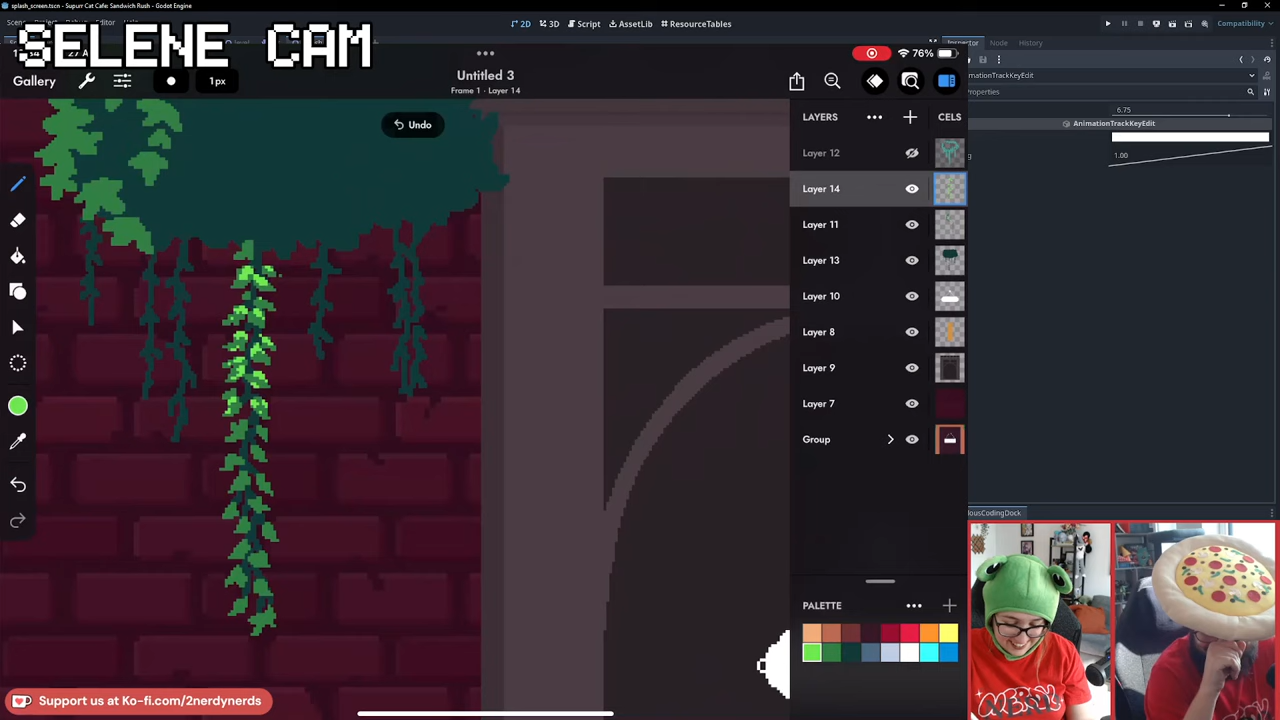 splash_screen.tscn - Supurr Cat Cafe: Sandwich Rush - Godot Engine
2D
3D
Script
AssetLib
ResourceTables
Compatibility
SELENE CAM
Inspector
Node
History
76%
Gallery
1px
Untitled 3
Frame 1 • Layer 14
AnimationTrackKeyEdit
Properties
6.75
AnimationTrackKeyEdit
1.00
Undo
LAYERS
CELS
Layer 12
Layer 14
Layer 11
Layer 13
Layer 10
Layer 8
Layer 9
Layer 7
Group
PALETTE
Support us at Ko-fi.com/2nerdynerds